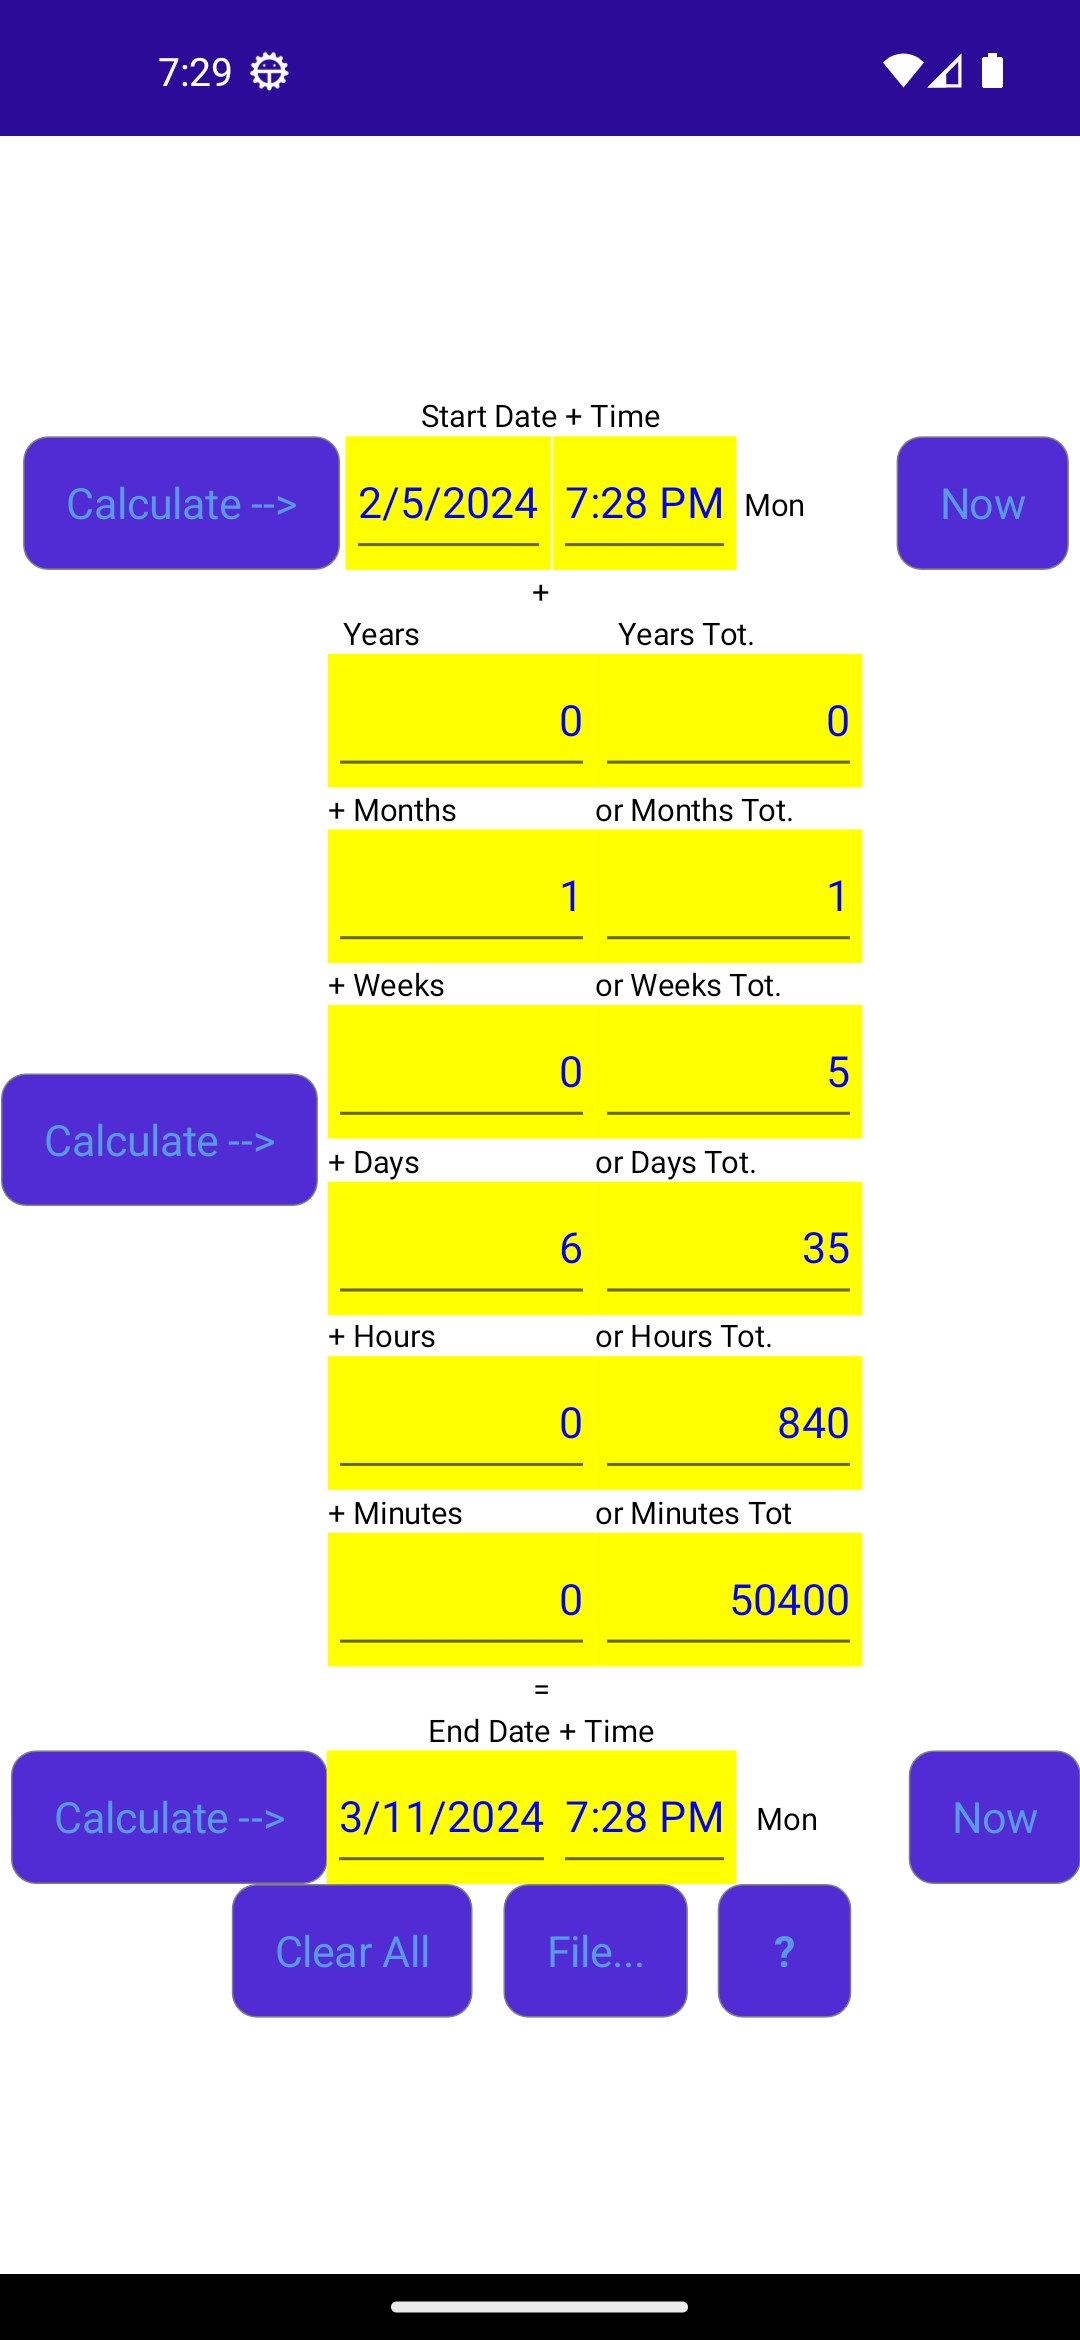 7:29
Start Date + Time
Calculate --> 2/5/2024 7:28 PM Mon Now
+
Years Years Tot.
0 0
+ Months or Months Tot.
1 1
+ Weeks or Weeks Tot.
0 5
Calculate -->
+ Days or Days Tot.
6 35
+ Hours or Hours Tot.
0 840
+ Minutes or Minutes Tot
0 50400
=
End Date + Time
Calculate --> 3/11/2024 7:28 PM Mon Now
Clear All File... ?